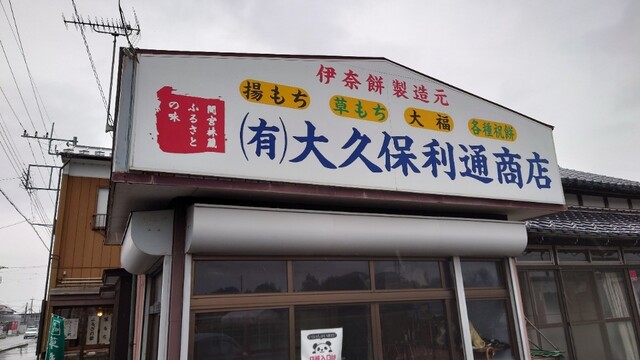 伊奈餅製造元
揚もち
草もち
大福
各種祝餅
間宮林蔵
ふるさと
の味
(有)大久保利通商店